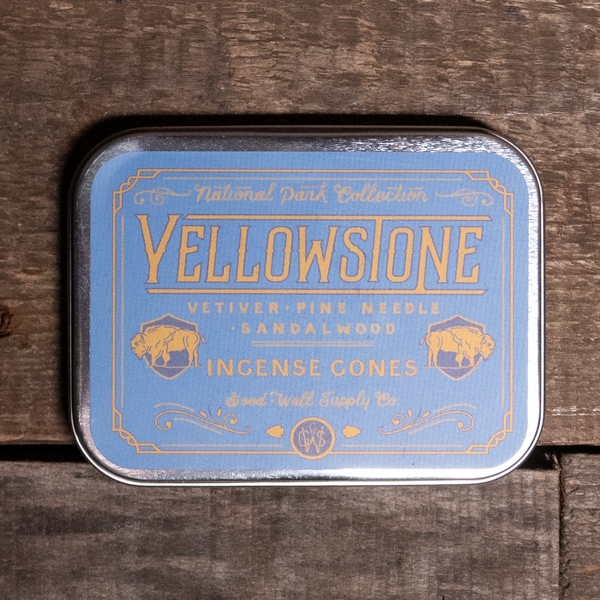 National Park Collection
YELLOWSTONE
VETIVER · PINE NEEDLE
· SANDALWOOD
INCENSE CONES
Good & Well Supply Co.